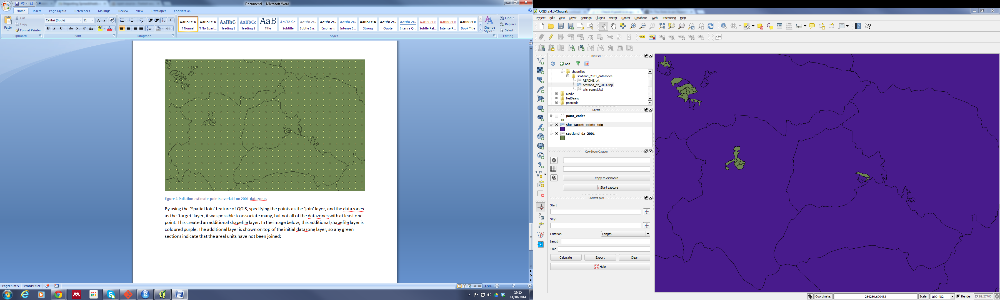 Document1 - Microsoft Word
Home Insert Page Layout References Mailings Review View Developer EndNote X6
Paste
Cut
Copy
Format Painter
Clipboard
Calibri (Body) 11
B I U abc x₂ x² Aa
Font
Paragraph
AaBbCcDc AaBbCcDc AaBbC AaBbCc AaB AaBbCc. AaBbCcDc AaBbCcDc AaBbCcDc AaBbCcDc AaBbCcDc AaBbCcDc AABBCCDD AABBCCDD AABBCCDD
¶ Normal ¶ No Spaci... Heading 1 Heading 2 Title Subtitle Subtle Em... Emphasis Intense E... Strong Quote Intense Q... Subtle Ref... Intense R... Book Title
Change
Styles
Styles
Find
Replace
Select
Editing
Figure 4 Pollution estimate points overlaid on 2001 datazones
By using the ‘Spatial Join’ feature of QGIS, specifying the points as the ‘join’ layer, and the datazones
as the ‘target’ layer, it was possible to associate many, but not all of the datazones with at least one
point. This created an additional shapefile layer. In the image below, this additional shapefile layer is
coloured purple. The additional layer is shown on top of the initial datazone layer, so any green
sections indicate that the areal units have not been joined:
Page: 5 of 5 Words: 409
120%
16:15
14/10/2014
QGIS 2.4.0-Chugiak
Project Edit View Layer Settings Plugins Vector Raster Database Web Processing Help
CSW
Browser
Add
shapefiles
scotland_2001_datazones
README.txt
scotland_dz_2001.shp
wfsrequest.txt
Kindle
NetBeans
postcode
Layers
point_codes
shp_target_points_join
scotland_dz_2001
Coordinate Capture
Copy to clipboard
Start capture
Shortest path
Start
Stop
Criterion Length
Length
Time
Calculate Export Clear
Help
Coordinate: 254289,609433 Scale 1:99,482 Render EPSG:27700